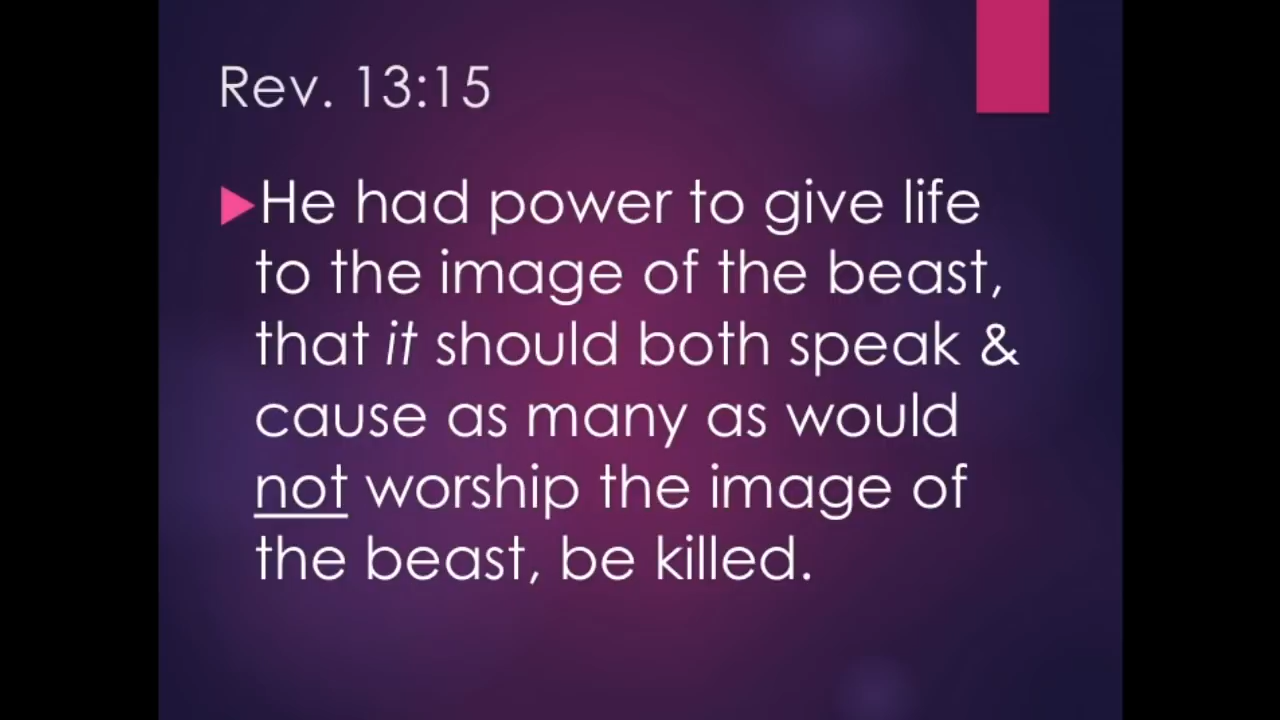 Rev. 13:15
He had power to give life
to the image of the beast,
that it should both speak &
cause as many as would
not worship the image of
the beast, be killed.